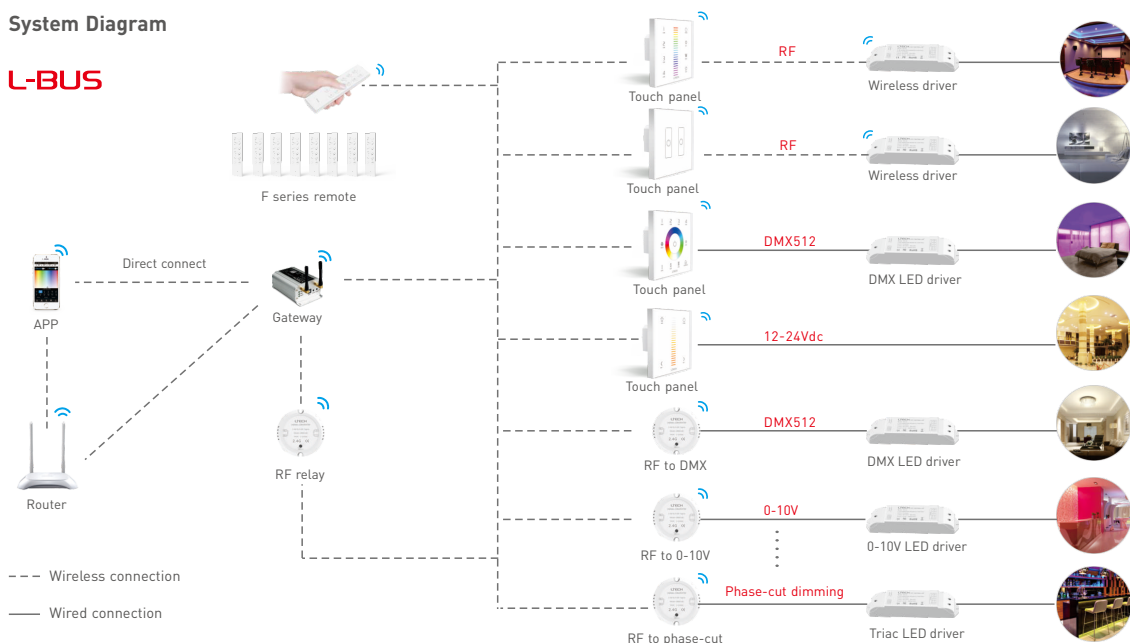 System Diagram
L-BUS
F series remote
APP
Direct connect
Gateway
Router
RF relay
Wireless connection
Wired connection
Touch panel
RF
Wireless driver
Touch panel
RF
Wireless driver
Touch panel
DMX512
DMX LED driver
Touch panel
12-24Vdc
RF to DMX
DMX512
DMX LED driver
RF to 0-10V
0-10V
0-10V LED driver
RF to phase-cut
Phase-cut dimming
Triac LED driver